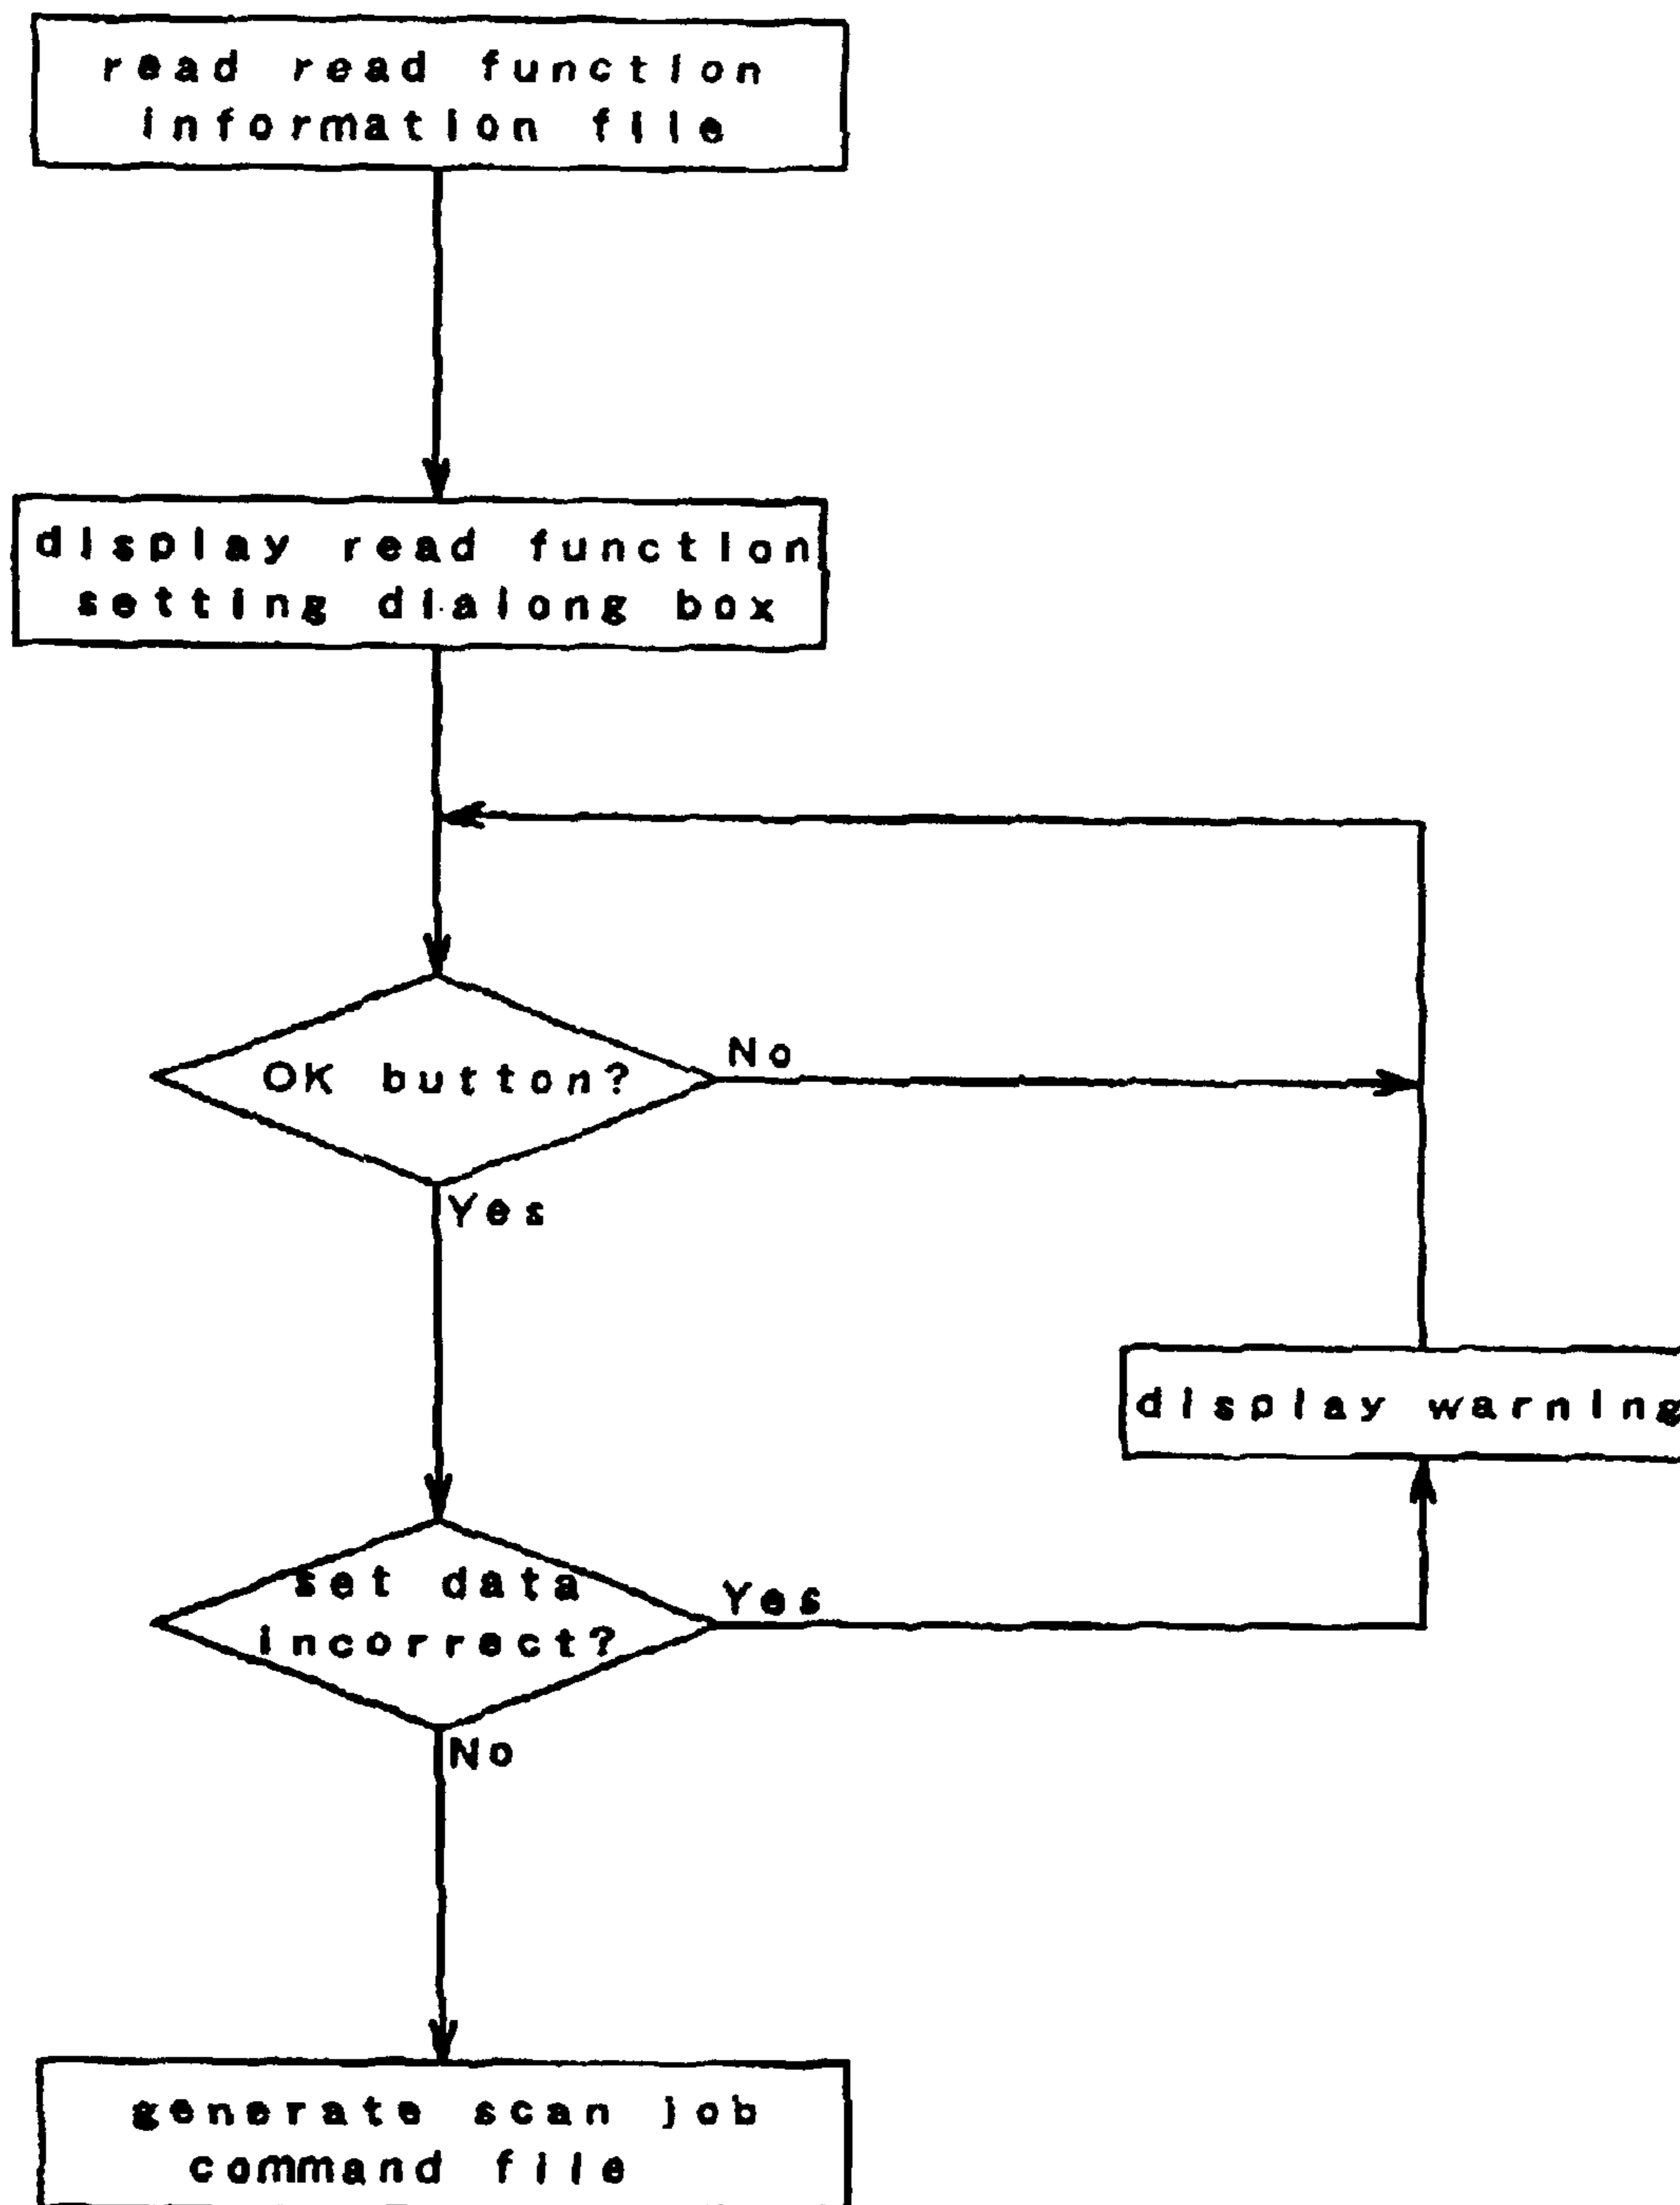 read read function
information file
display read function
setting dialong box
OK button?
No
Yes
display warning
set data
incorrect?
Yes
No
generate scan job
command file